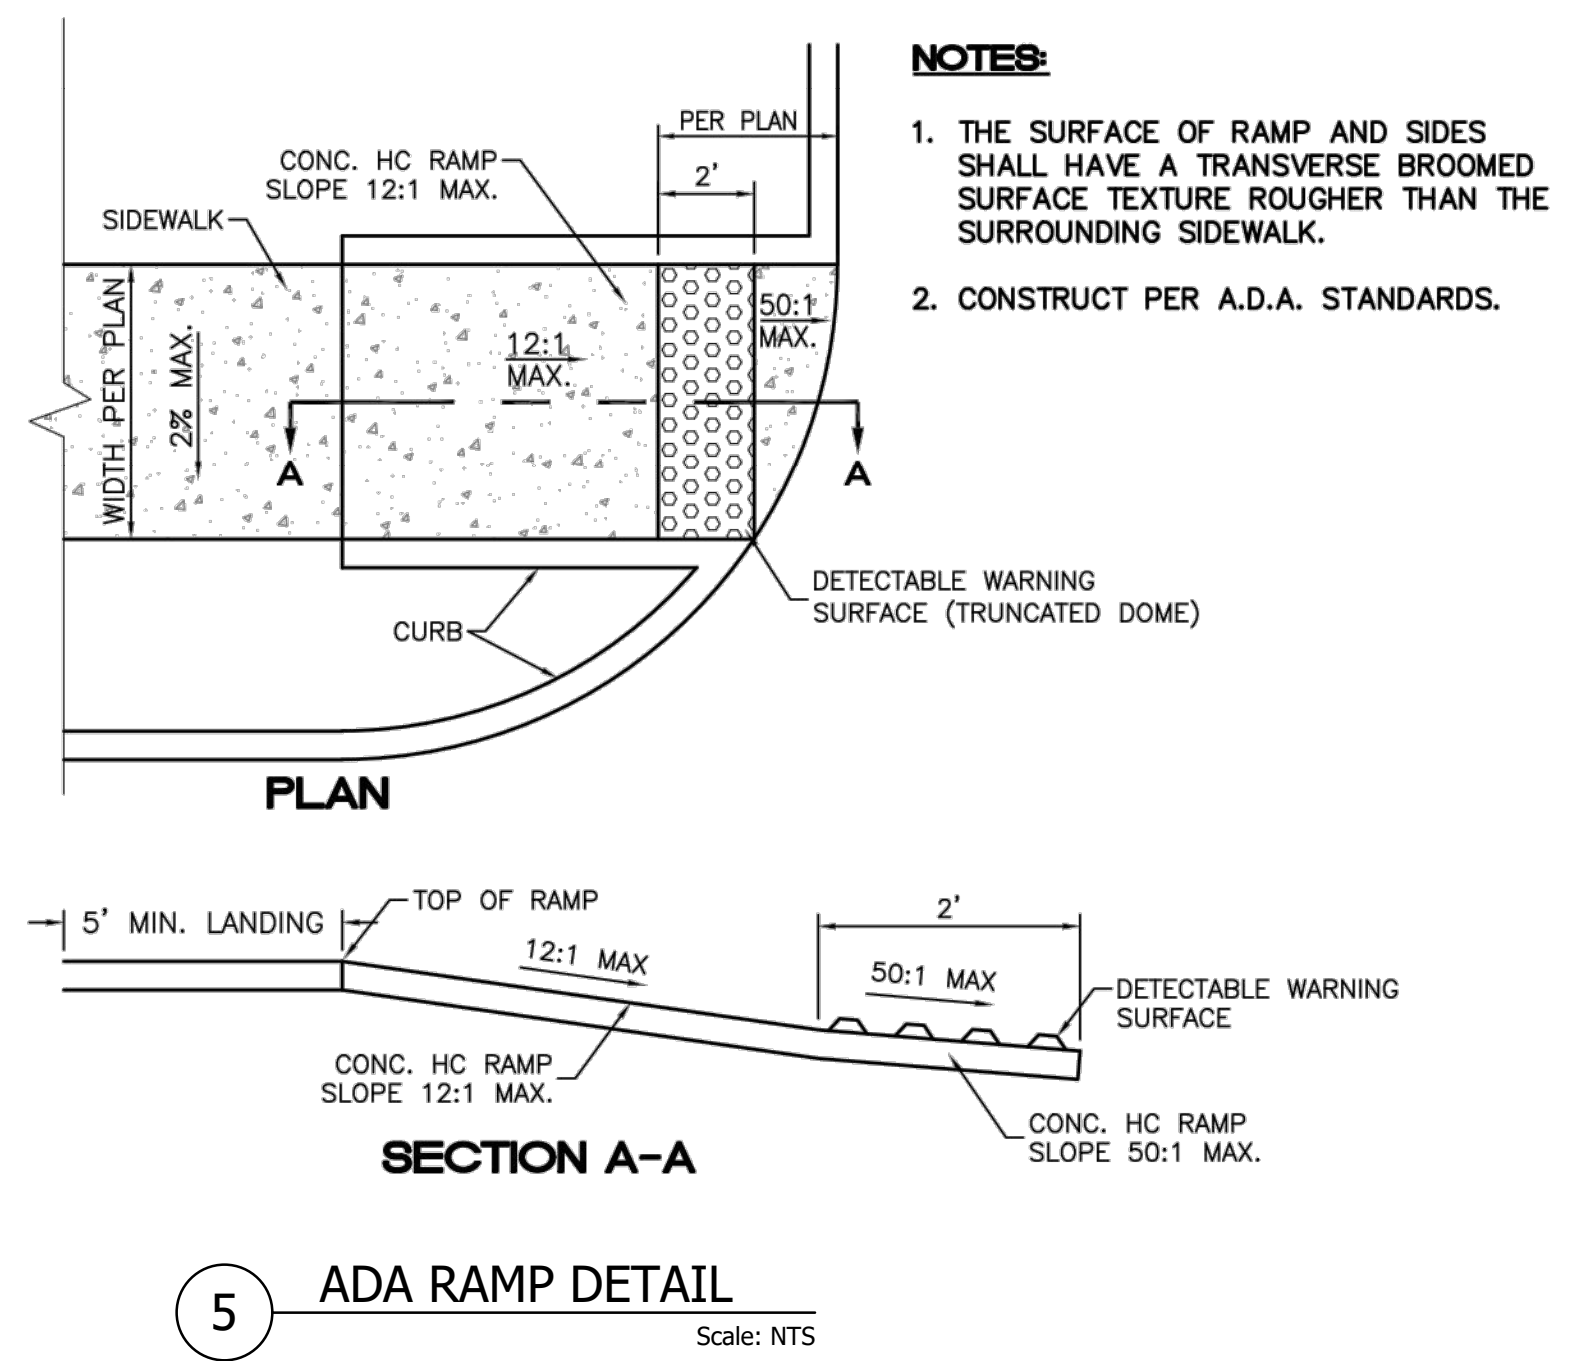 NOTES:
1. THE SURFACE OF RAMP AND SIDES
SHALL HAVE A TRANSVERSE BROOMED
SURFACE TEXTURE ROUGHER THAN THE
SURROUNDING SIDEWALK.
2. CONSTRUCT PER A.D.A. STANDARDS.
PER PLAN
2'
CONC. HC RAMP
SLOPE 12:1 MAX.
SIDEWALK
WIDTH PER PLAN
2% MAX.
12:1
MAX.
50:1
MAX.
A
A
DETECTABLE WARNING
SURFACE (TRUNCATED DOME)
CURB
PLAN
5' MIN. LANDING
TOP OF RAMP
12:1 MAX
2'
50:1 MAX
DETECTABLE WARNING
SURFACE
CONC. HC RAMP
SLOPE 12:1 MAX.
CONC. HC RAMP
SLOPE 50:1 MAX.
SECTION A-A
5
ADA RAMP DETAIL
Scale: NTS